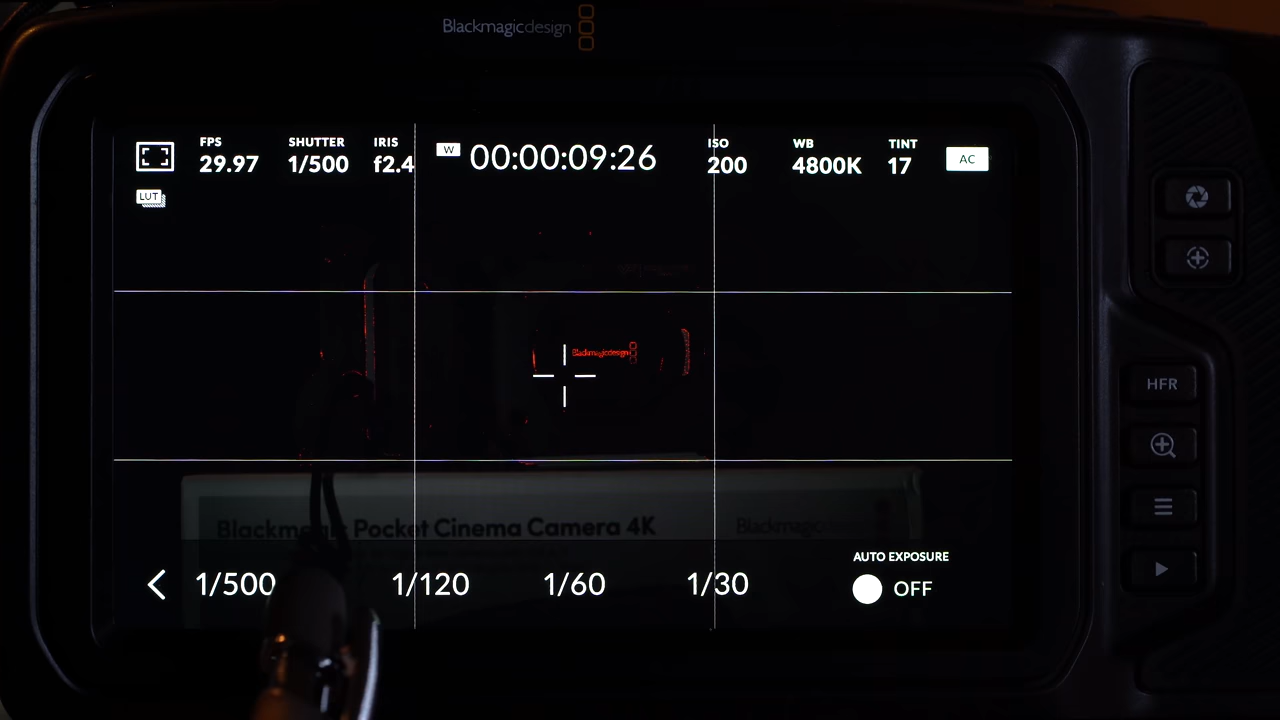 Blackmagicdesign
FPS SHUTTER IRIS W 00:00:09:26 ISO WB TINT AC
29.97 1/500 f2.4 200 4800K 17
LUT
Blackmagicdesign
Pocket Cinema Camera 4K Blackmagic
AUTO EXPOSURE
1/500 1/120 1/60 1/30 OFF
HFR